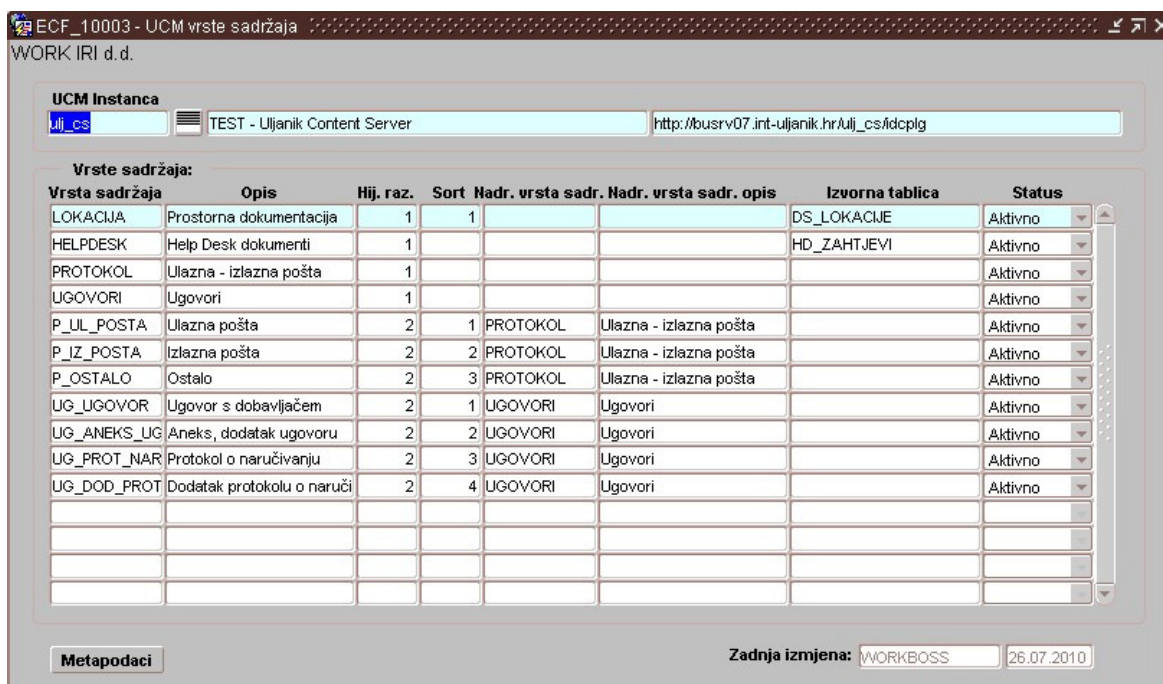 ECF_10003 - UCM vrste sadržaja
WORK IRI d.d.
UCM Instanca
ulj_cs TEST - Uljanik Content Server http://busrv07.int-uljanik.hr/ulj_cs/idcplg
Vrste sadržaja:
Vrsta sadržaja Opis Hij. raz. Sort Nadr. vrsta sadr. Nadr. vrsta sadr. opis Izvorna tablica Status
LOKACIJA Prostorna dokumentacija 1 1 DS_LOKACIJE Aktivno
HELPDESK Help Desk dokumenti 1 HD_ZAHTJEVI Aktivno
PROTOKOL Ulazna - izlazna pošta 1 Aktivno
UGOVORI Ugovori 1 Aktivno
P_UL_POSTA Ulazna pošta 2 1 PROTOKOL Ulazna - izlazna pošta Aktivno
P_IZ_POSTA Izlazna pošta 2 2 PROTOKOL Ulazna - izlazna pošta Aktivno
P_OSTALO Ostalo 2 3 PROTOKOL Ulazna - izlazna pošta Aktivno
UG_UGOVOR Ugovor s dobavljačem 2 1 UGOVORI Ugovori Aktivno
UG_ANEKS_UG Aneks, dodatak ugovoru 2 2 UGOVORI Ugovori Aktivno
UG_PROT_NAR Protokol o naručivanju 2 3 UGOVORI Ugovori Aktivno
UG_DOD_PROT Dodatak protokolu o naruči 2 4 UGOVORI Ugovori Aktivno
Metapodaci Zadnja izmjena: WORKBOSS 26.07.2010